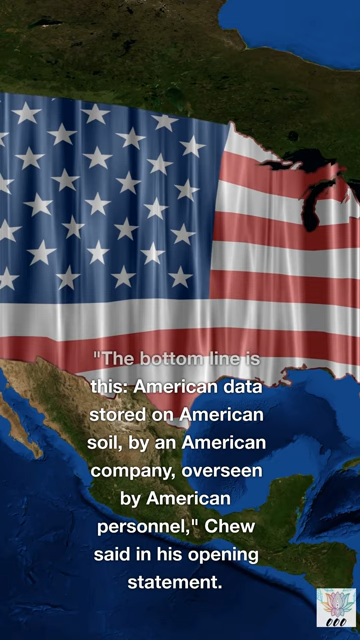 "The bottom line is
this: American data
stored on American
soil, by an American
company, overseen
by American
personnel," Chew
said in his opening
statement.